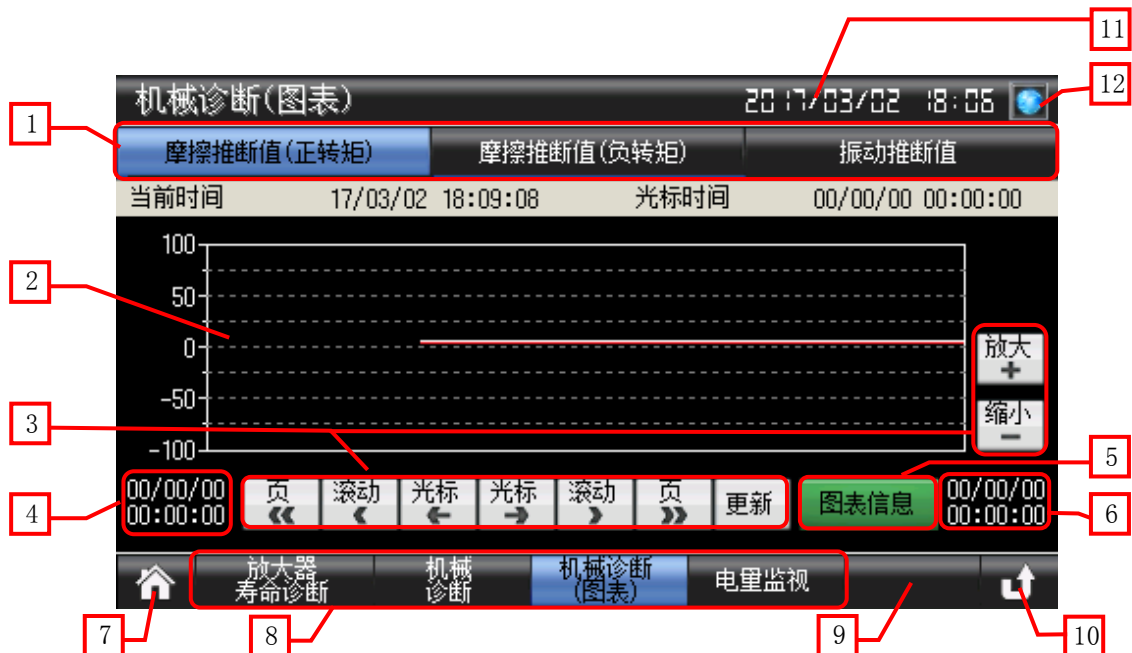 11
机械诊断(图表) 2017/03/02 18:06
12
1
摩擦推断值(正转矩) 摩擦推断值(负转矩) 振动推断值
当前时间 17/03/02 18:09:08 光标时间 00/00/00 00:00:00
100
2
50
0
放大
+
-50
缩小
-
3
-100
5
4
00/00/00
00:00:00
页 滚动 光标 光标 滚动 页 更新
图表信息
00/00/00
00:00:00
6
放大器
寿命诊断
机械
诊断
机械诊断
(图表)
电量监视
7
8
9
10